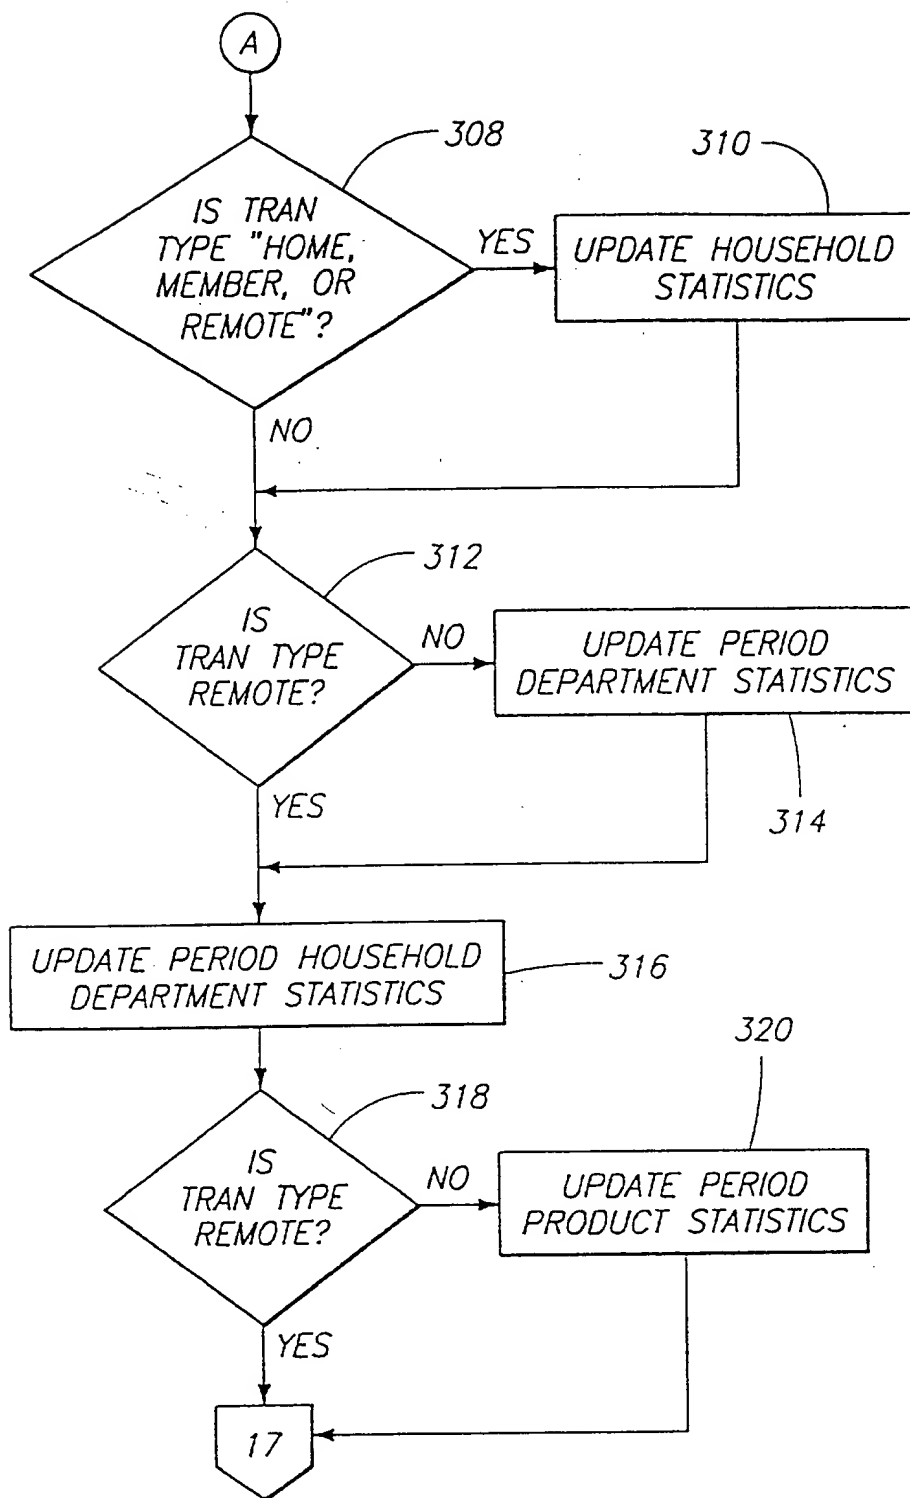 A
308
IS TRAN
TYPE "HOME,
MEMBER, OR
REMOTE"?
YES
310
UPDATE HOUSEHOLD
STATISTICS
NO
312
IS
TRAN TYPE
REMOTE?
NO
UPDATE PERIOD
DEPARTMENT STATISTICS
314
YES
UPDATE PERIOD HOUSEHOLD
DEPARTMENT STATISTICS
316
318
IS
TRAN TYPE
REMOTE?
NO
320
UPDATE PERIOD
PRODUCT STATISTICS
YES
17